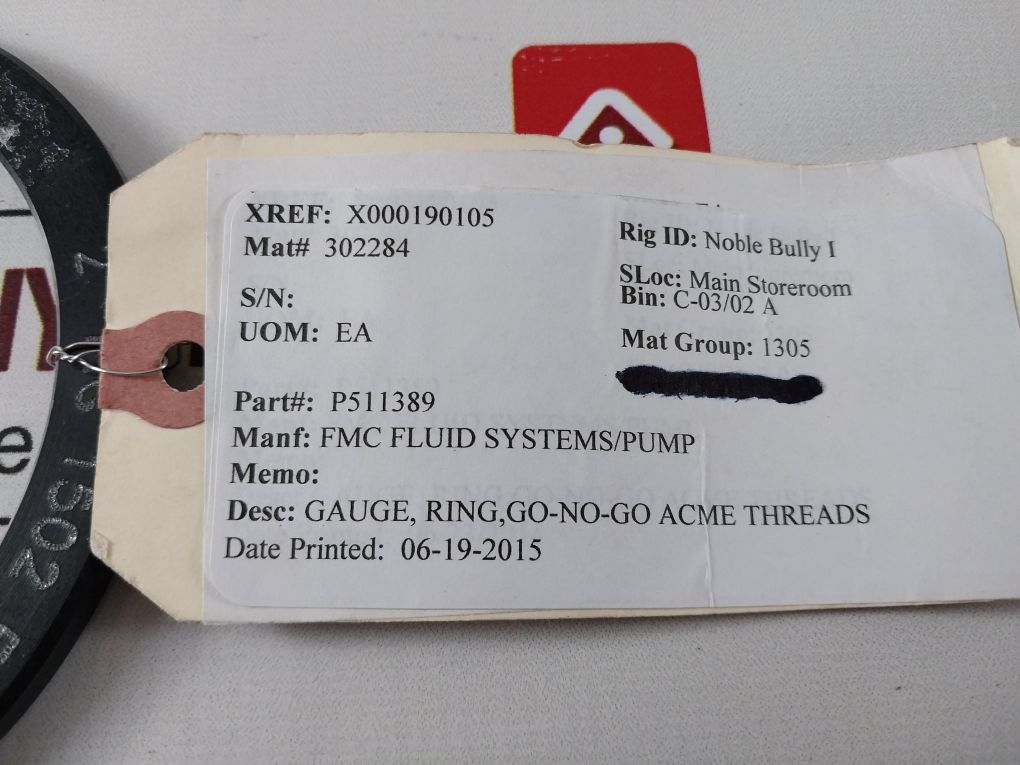 XREF: X000190105
Mat# 302284
S/N:
UOM: EA
Part#: P511389
Manf: FMC FLUID SYSTEMS/PUMP
Memo:
Desc: GAUGE, RING,GO-NO-GO ACME THREADS
Date Printed: 06-19-2015
Rig ID: Noble Bully I
SLoc: Main Storeroom
Bin: C-03/02 A
Mat Group: 1305